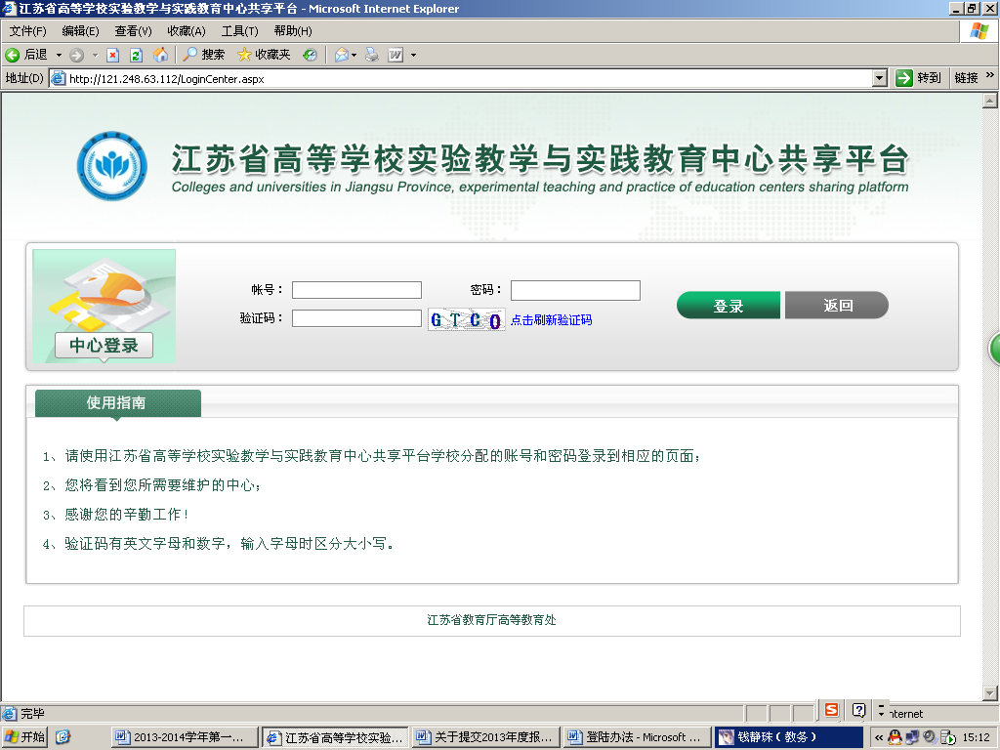 江苏省高等学校实验教学与实践教育中心共享平台 - Microsoft Internet Explorer
文件(F) 编辑(E) 查看(V) 收藏(A) 工具(T) 帮助(H)
后退 搜索 收藏夹
地址(D) http://121.248.63.112/LoginCenter.aspx 转到 链接 »
江苏省高等学校实验教学与实践教育中心共享平台
Colleges and universities in Jiangsu Province, experimental teaching and practice of education centers sharing platform
帐号： 密码：
登录 返回
验证码： G T C O 点击刷新验证码
中心登录
使用指南
1、请使用江苏省高等学校实验教学与实践教育中心共享平台学校分配的账号和密码登录到相应的页面；
2、您将看到您所需要维护的中心；
3、感谢您的辛勤工作！
4、验证码有英文字母和数字，输入字母时区分大小写。
江苏省教育厅高等教育处
完毕 nternet
开始 2013-2014学年第一... 江苏省高等学校实验... 关于提交2013年度报... 登陆办法 - Microsoft ... 钱静珠(教务) « 15:12